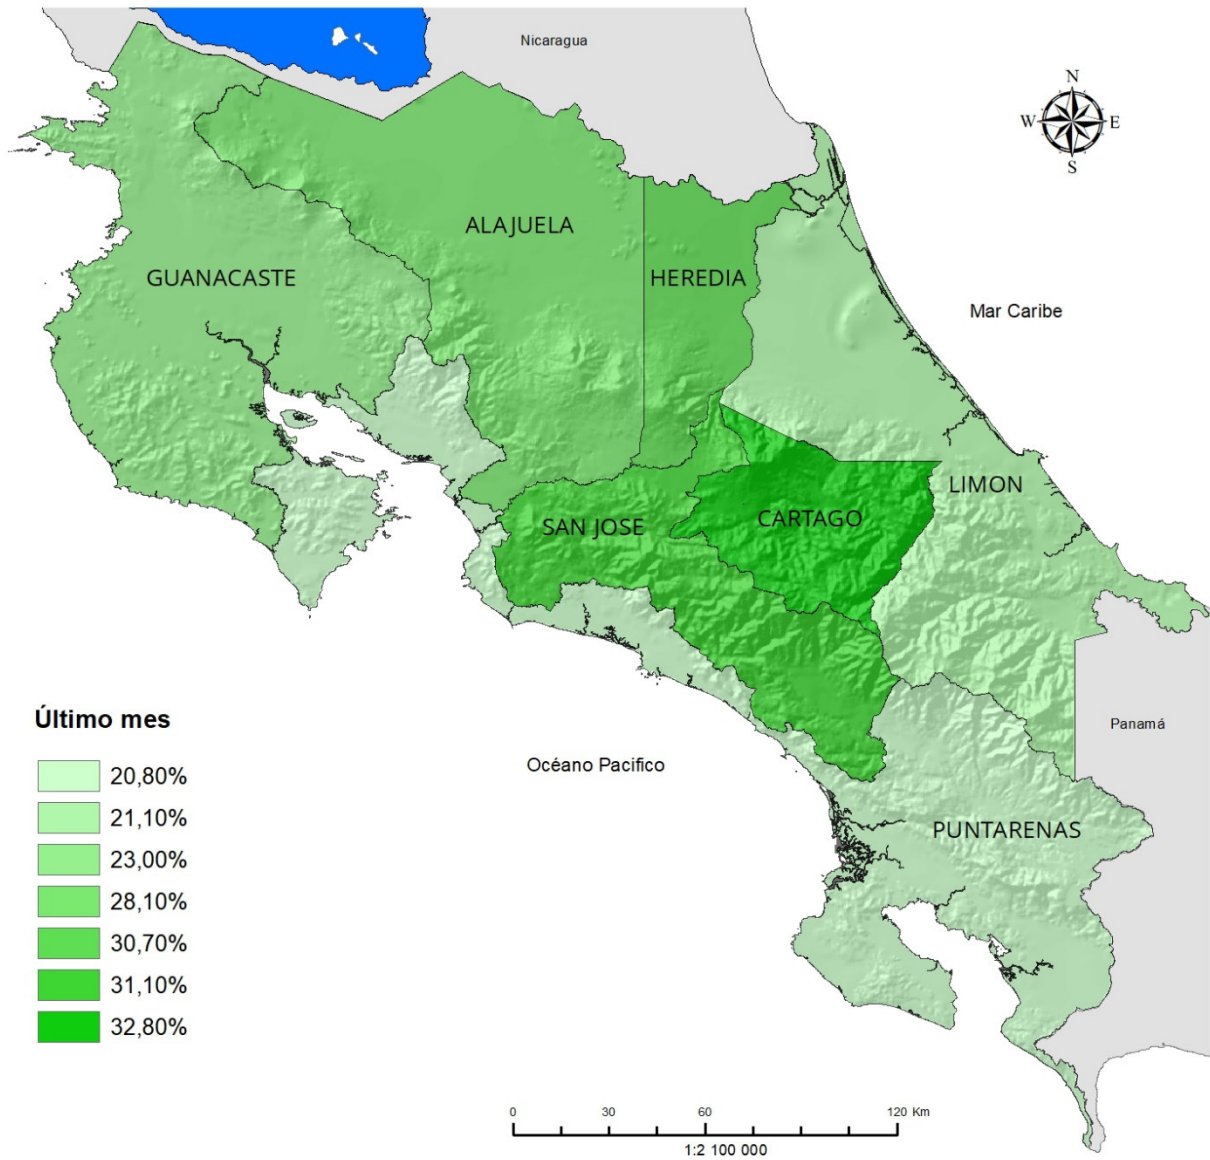 Nicaragua
N
W E
S
ALAJUELA
GUANACASTE
HEREDIA
Mar Caribe
LIMON
SAN JOSE
CARTAGO
Último mes
Panamá
Océano Pacifico
20,80%
21,10%
PUNTARENAS
23,00%
28,10%
30,70%
31,10%
32,80%
0 30 60 120 Km
1:2 100 000